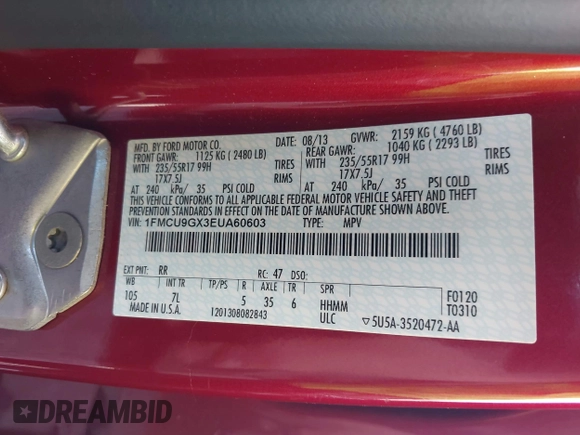 MFD. BY FORD MOTOR CO.
DATE: 08/13 GVWR: 2159 KG (4760 LB)
FRONT GAWR: 1125 KG (2480 LB) REAR GAWR: 1040 KG (2293 LB)
WITH 235/55R17 99H WITH 235/55R17 99H
17X7.5J 17X7.5J
AT 240 kPa/ 35 PSI COLD AT 240 kPa/ 35 PSI COLD
THIS VEHICLE CONFORMS TO ALL APPLICABLE FEDERAL MOTOR VEHICLE SAFETY AND THEFT
PREVENTION STANDARDS IN EFFECT ON THE DATE OF MANUFACTURE SHOWN ABOVE.
VIN: 1FMCU9GX3EUA60603 TYPE: MPV
EXT PNT: RR RC: 47 DSO:
WB INT TR TP/PS R AXLE TR SPR
105 7L 5 35 6 HHMM F0120
MADE IN U.S.A. I201308082843 ULC T0310
▽5U5A-3520472-AA
DREAMBID